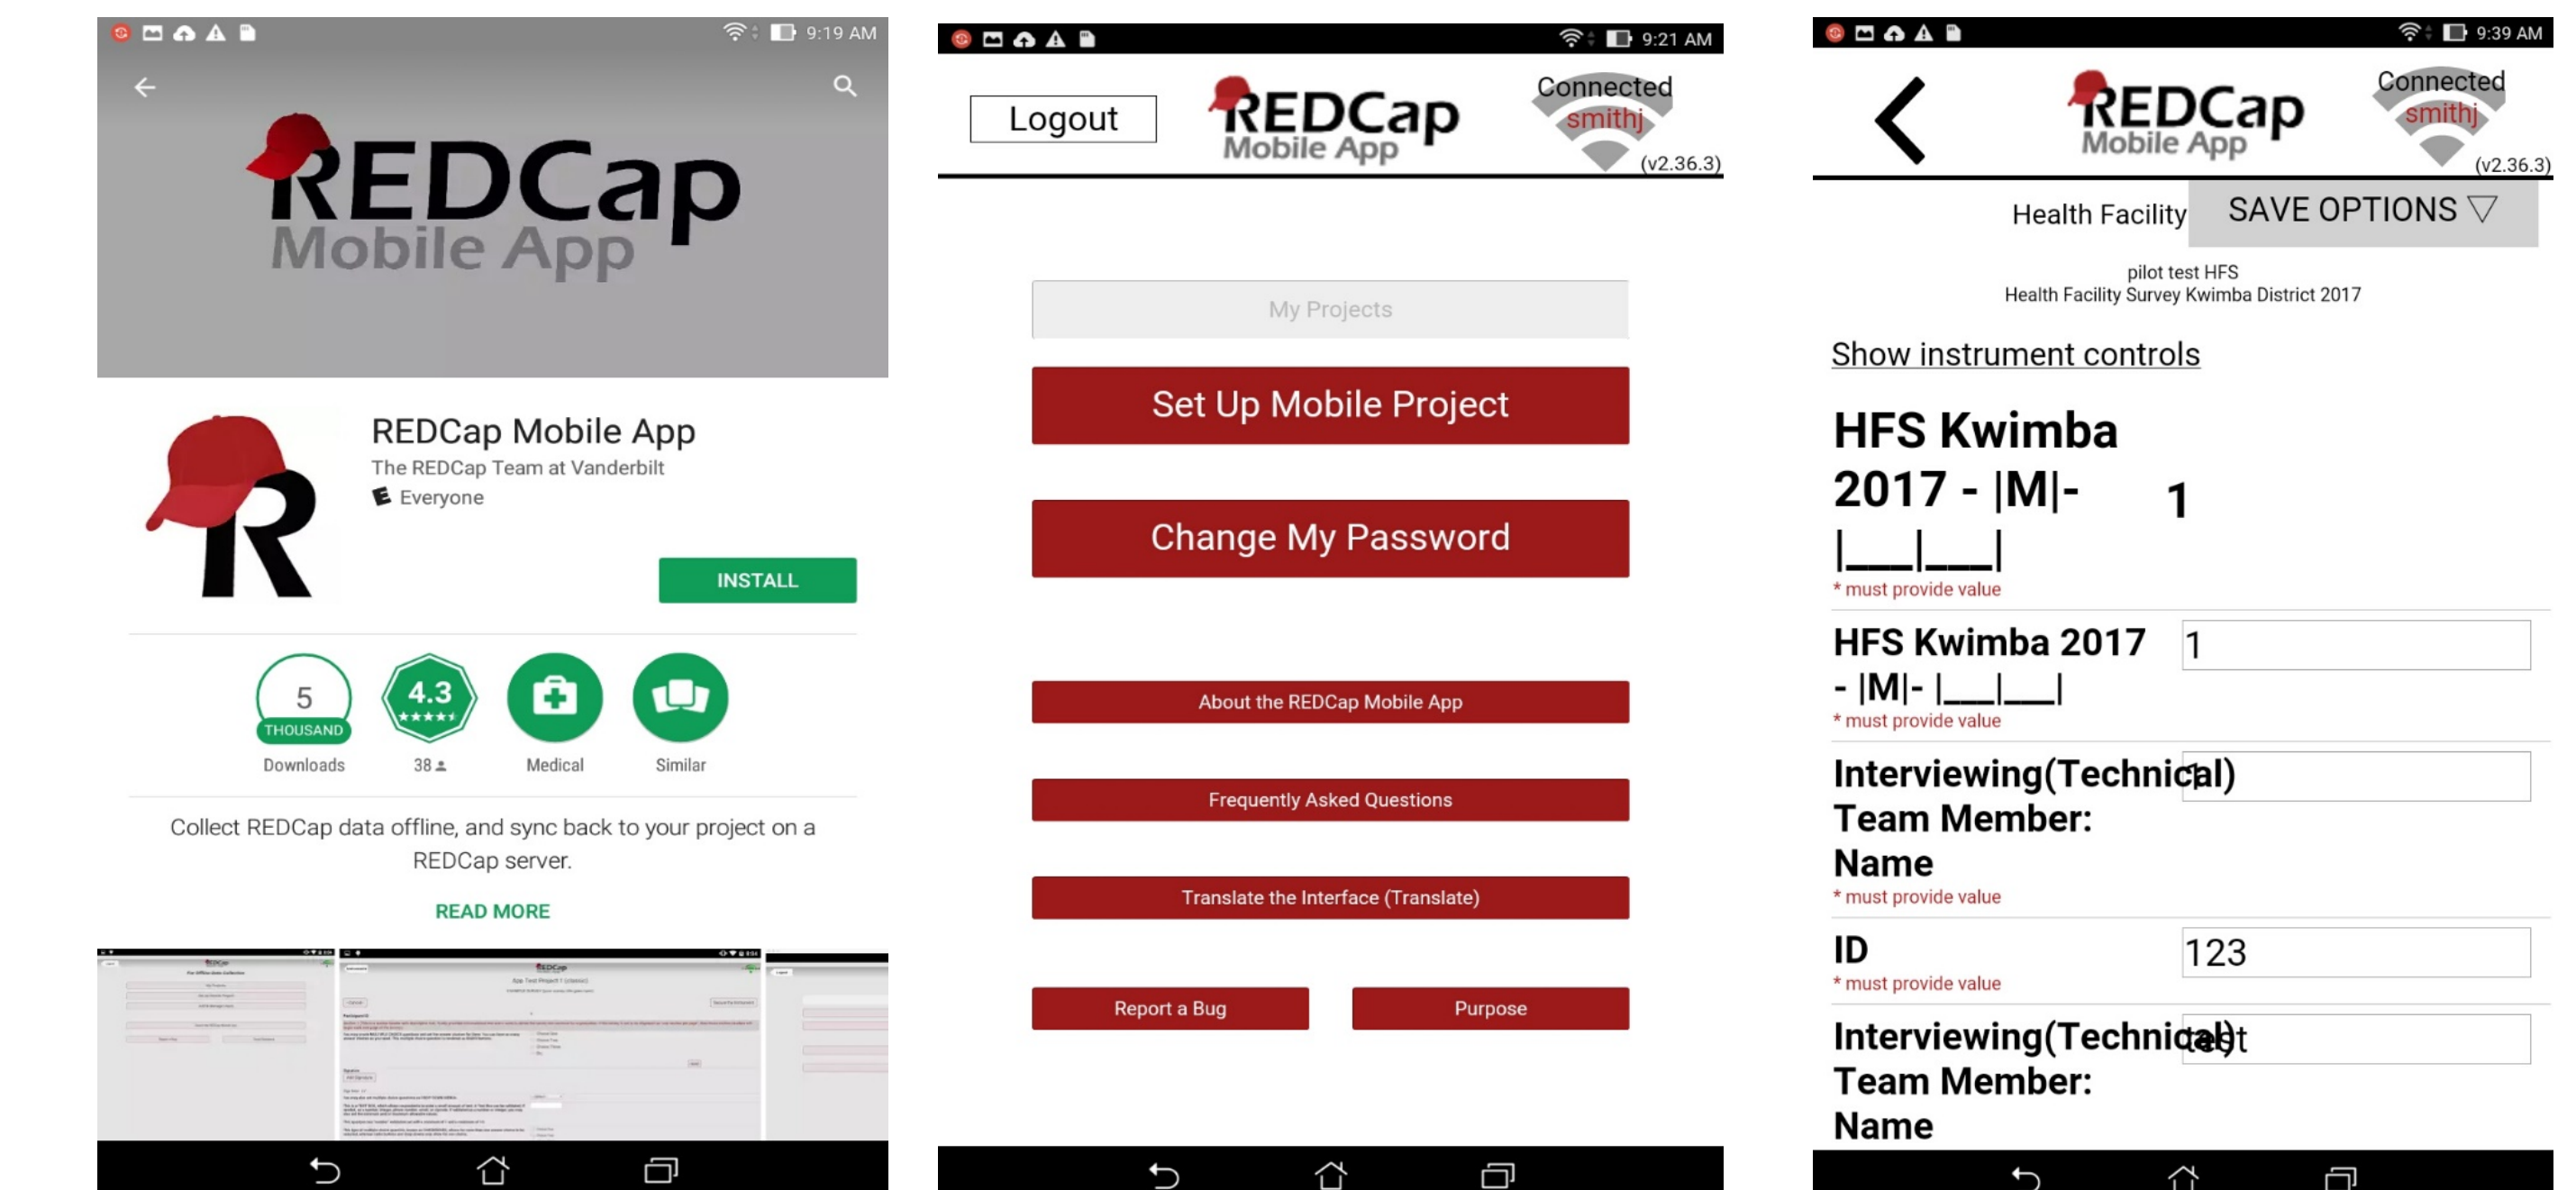 9:19 AM
REDCap
Mobile App
REDCap Mobile App
The REDCap Team at Vanderbilt
E Everyone
INSTALL
5
THOUSAND
4.3
Downloads
38
Medical
Similar
Collect REDCap data offline, and sync back to your project on a
REDCap server.
READ MORE
9:21 AM
Logout
REDCap
Mobile App
Connected
smithj
(v2.36.3)
My Projects
Set Up Mobile Project
Change My Password
About the REDCap Mobile App
Frequently Asked Questions
Translate the Interface (Translate)
Report a Bug
Purpose
9:39 AM
REDCap
Mobile App
Connected
smithj
(v2.36.3)
Health Facility
SAVE OPTIONS ▽
pilot test HFS
Health Facility Survey Kwimba District 2017
Show instrument controls
HFS Kwimba
2017 - |M|-
|___|___|
1
* must provide value
HFS Kwimba 2017
- |M|- |___|___|
1
* must provide value
Interviewing(Technical)
Team Member:
Name
1
* must provide value
ID
123
* must provide value
Interviewing(Technical)
Team Member:
Name
test